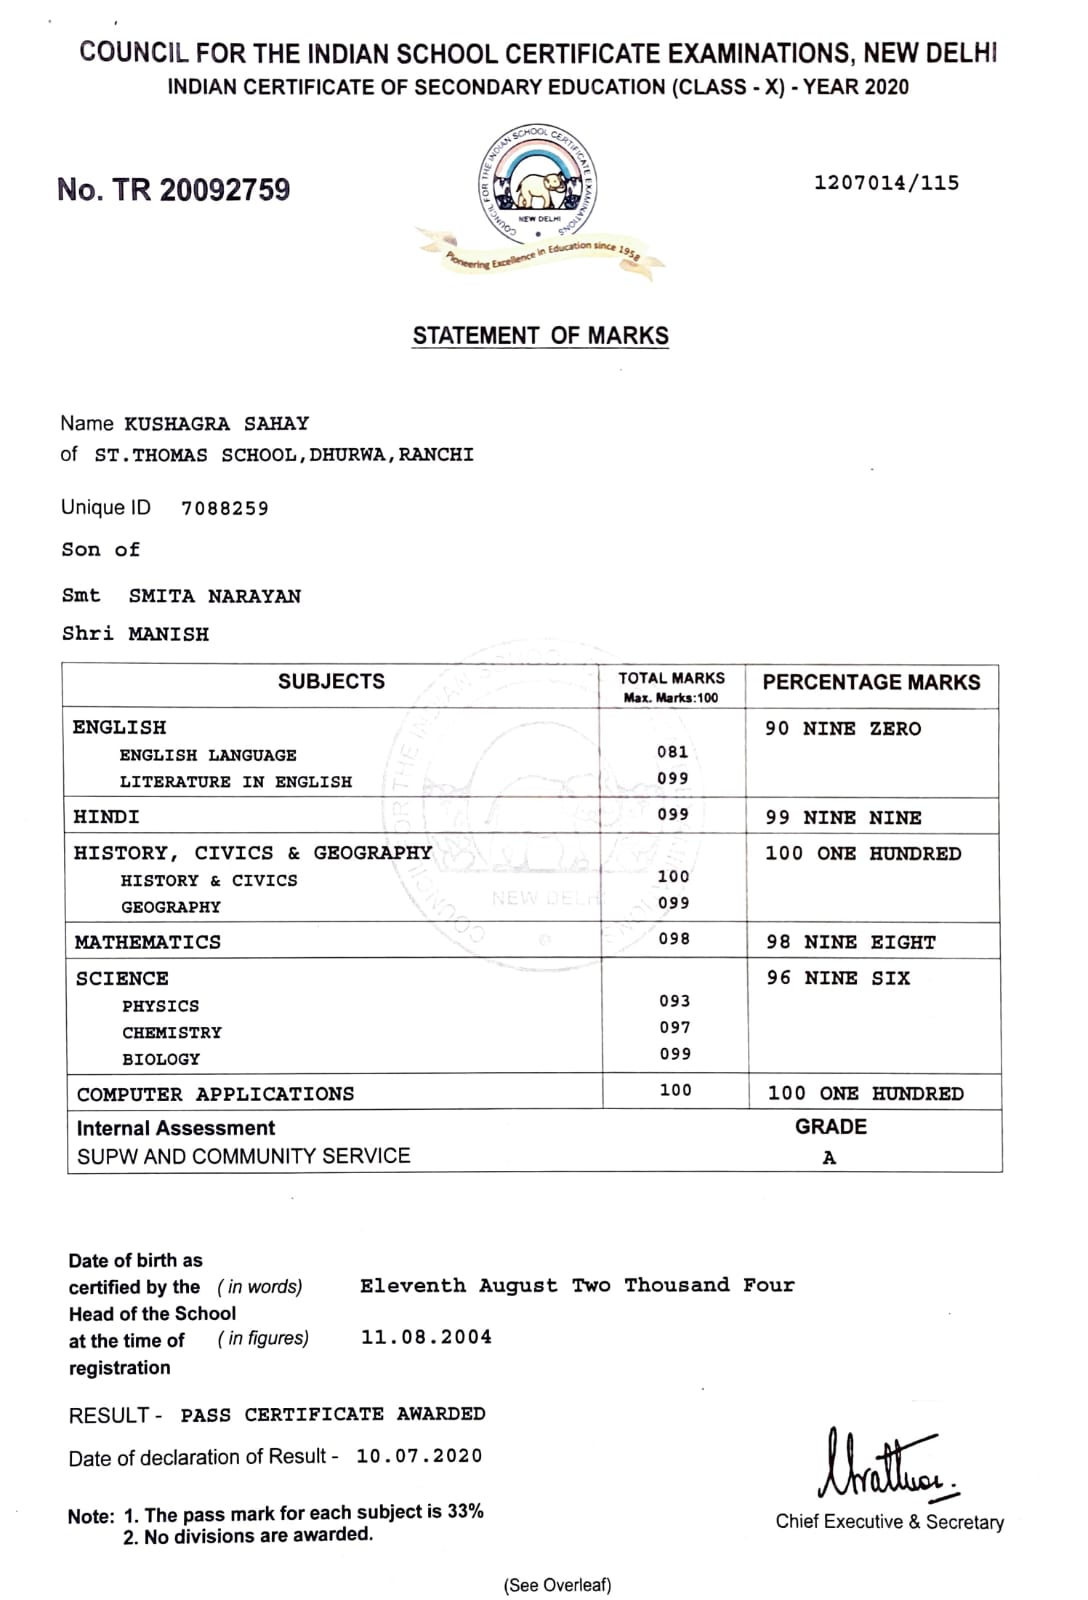 COUNCIL FOR THE INDIAN SCHOOL CERTIFICATE EXAMINATIONS, NEW DELHI
INDIAN CERTIFICATE OF SECONDARY EDUCATION (CLASS - X) - YEAR 2020
No. TR 20092759
COUNCIL FOR THE INDIAN SCHOOL CERTIFICATE EXAMINATIONS
NEW DELHI
Pioneering Excellence in Education since 1958
1207014/115
STATEMENT OF MARKS
Name KUSHAGRA SAHAY
of ST.THOMAS SCHOOL,DHURWA,RANCHI
Unique ID 7088259
Son of
Smt SMITA NARAYAN
Shri MANISH
SUBJECTS TOTAL MARKS PERCENTAGE MARKS
Max. Marks:100
ENGLISH 90 NINE ZERO
ENGLISH LANGUAGE 081
LITERATURE IN ENGLISH 099
HINDI 099 99 NINE NINE
HISTORY, CIVICS & GEOGRAPHY 100 ONE HUNDRED
HISTORY & CIVICS 100
GEOGRAPHY 099
MATHEMATICS 098 98 NINE EIGHT
SCIENCE 96 NINE SIX
PHYSICS 093
CHEMISTRY 097
BIOLOGY 099
COMPUTER APPLICATIONS 100 100 ONE HUNDRED
Internal Assessment GRADE
SUPW AND COMMUNITY SERVICE A
Date of birth as
certified by the (in words) Eleventh August Two Thousand Four
Head of the School
at the time of (in figures) 11.08.2004
registration
RESULT - PASS CERTIFICATE AWARDED
Date of declaration of Result - 10.07.2020
Note: 1. The pass mark for each subject is 33%
2. No divisions are awarded.
Chief Executive & Secretary
(See Overleaf)